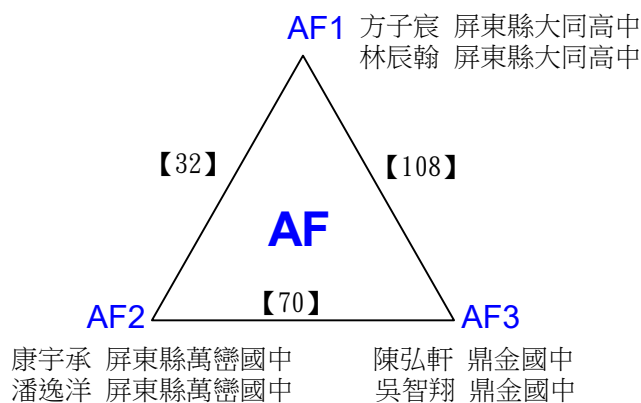 AF1 方子宸 屏東縣大同高中
林辰翰 屏東縣大同高中
【32】
【108】
AF
【70】
AF2
AF3
康宇承 屏東縣萬巒國中
潘逸洋 屏東縣萬巒國中
陳弘軒 鼎金國中
吳智翔 鼎金國中